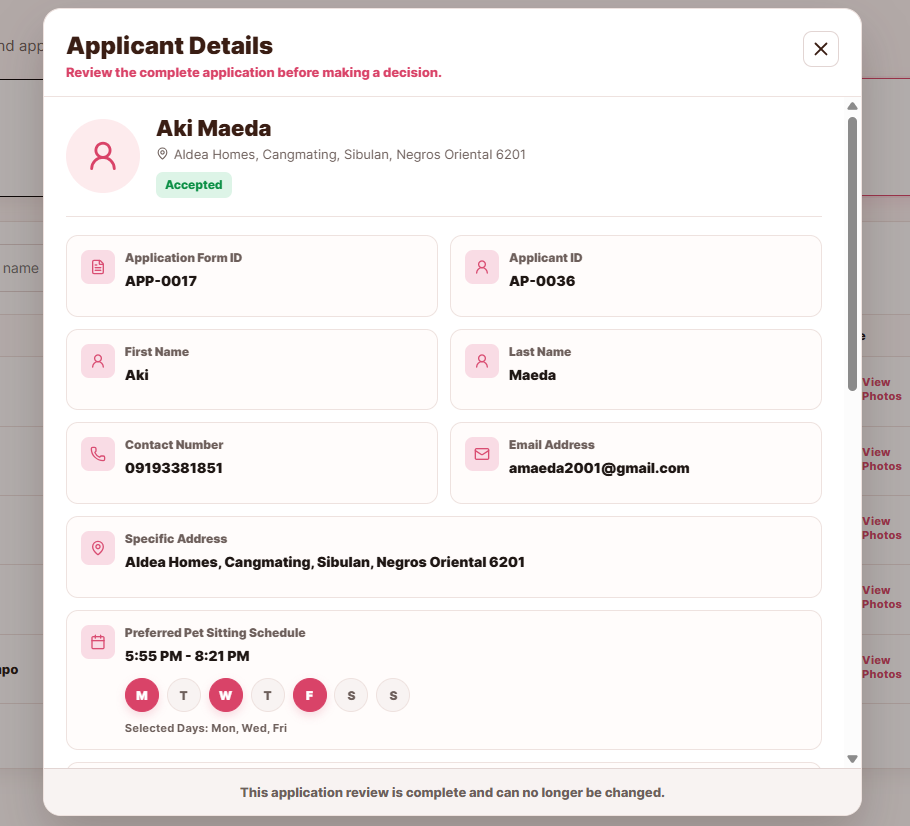 nd app
Applicant Details
Review the complete application before making a decision.
Aki Maeda
Aldea Homes, Cangmating, Sibulan, Negros Oriental 6201
Accepted
Application Form ID
APP-0017
Applicant ID
AP-0036
name
First Name
Aki
Last Name
Maeda
Contact Number
09193381851
Email Address
amaeda2001@gmail.com
Specific Address
Aldea Homes, Cangmating, Sibulan, Negros Oriental 6201
Preferred Pet Sitting Schedule
5:55 PM - 8:21 PM
M T W T F S S
Selected Days: Mon, Wed, Fri
This application review is complete and can no longer be changed.
e
View
Photos
View
Photos
View
Photos
View
Photos
View
Photos
npo